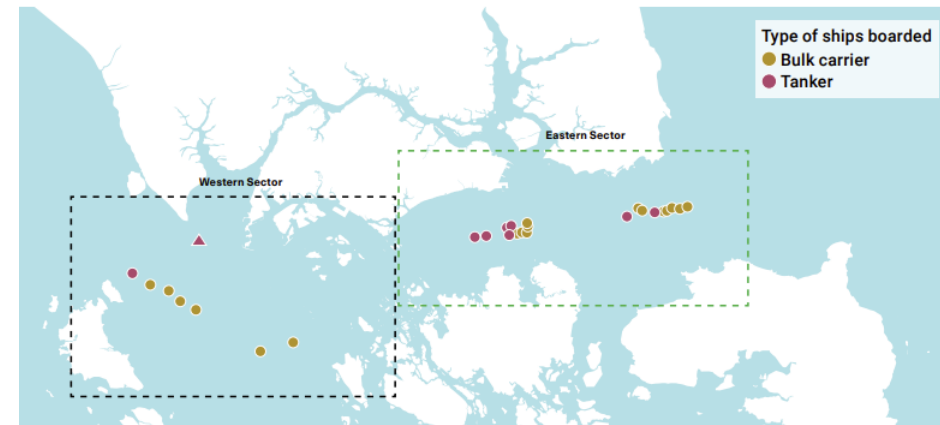 Type of ships boarded
Bulk carrier
Tanker
Eastern Sector
Western Sector